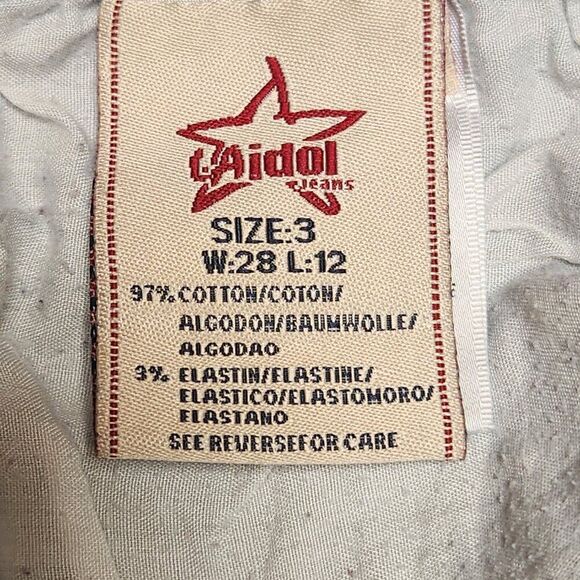 L.A idol
Jeans
SIZE:3
W:28 L:12
97% COTTON/COTON/
ALGODON/BAUMWOLLE/
ALGODAO
3% ELASTIN/ELASTINE/
ELASTICO/ELASTOMORO/
ELASTANO
SEE REVERSEFOR CARE